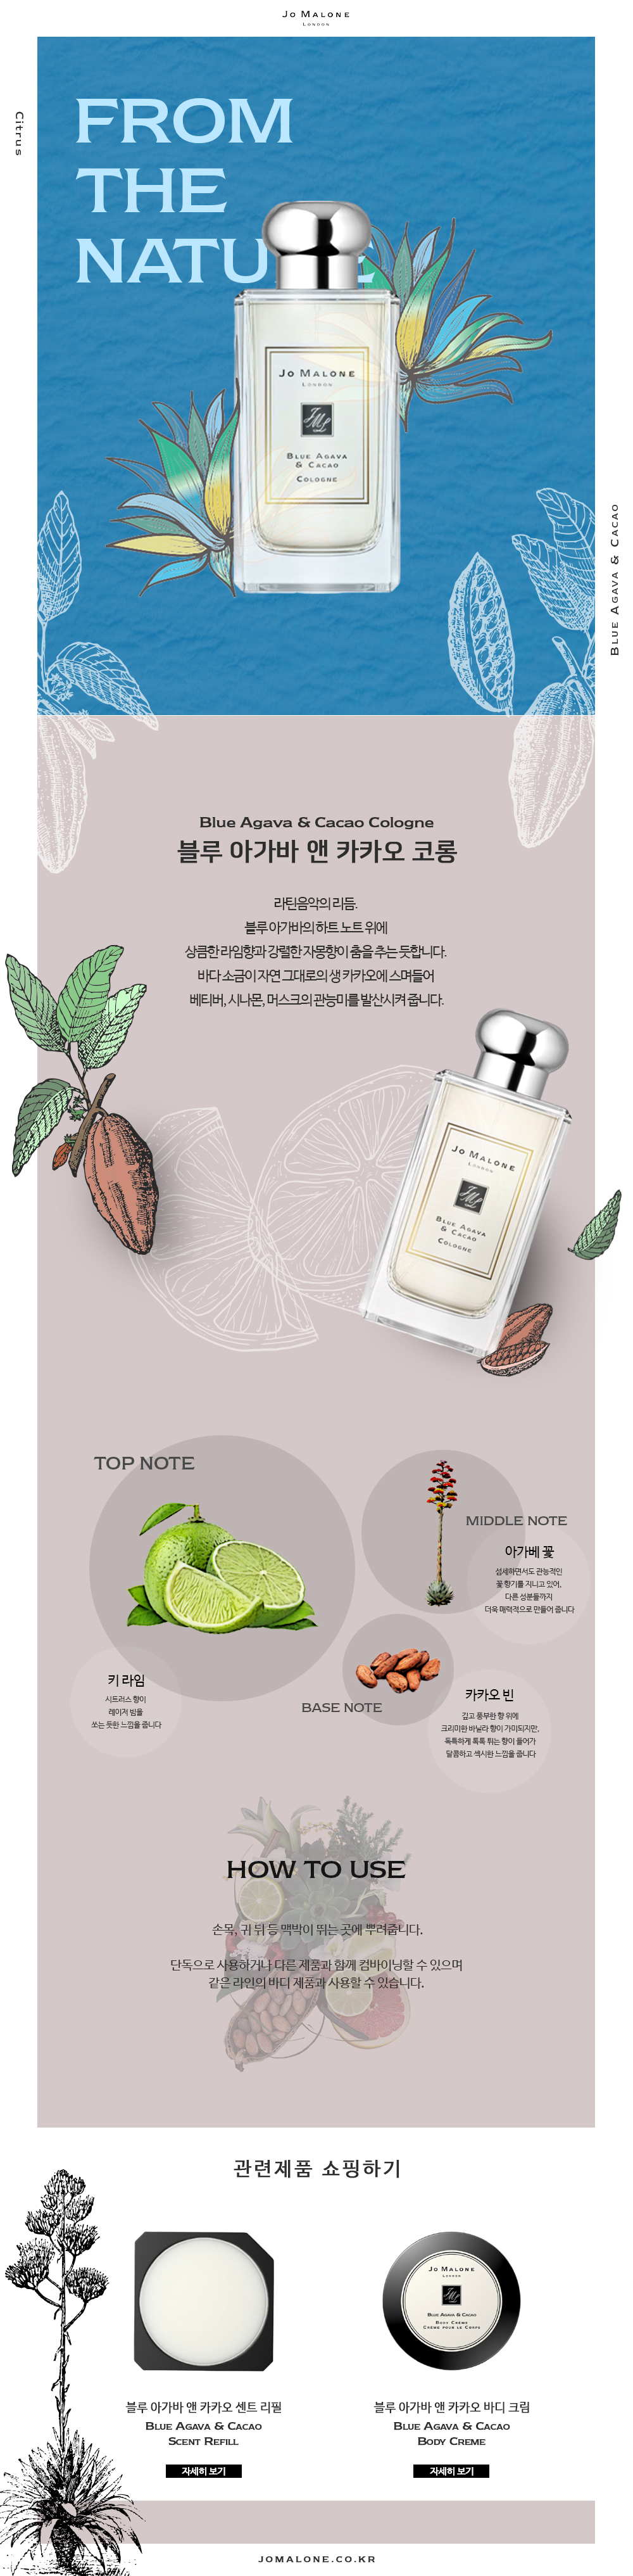 JO MALONE
LONDON
Citrus
FROM
THE
NATU E
JO MALONE
LONDON
JML
BLUE AGAVA
& CACAO
COLOGNE
BLUE AGAVA & CACAO
Blue Agava & Cacao Cologne
블루 아가바 앤 카카오 코롱
라틴음악의 리듬.
블루 아가바의 하트 노트 위에
상큼한 라임향과 강렬한 자몽향이 춤을 추는 듯합니다.
바다 소금이 자연 그대로의 생 카카오에 스며들어
베티버, 시나몬, 머스크의 관능미를 발산시켜 줍니다.
JO MALONE
LONDON
JML
BLUE AGAVA
& CACAO
COLOGNE
TOP NOTE
키 라임
시트러스 향이
레이저 빔을
쏘는 듯한 느낌을 줍니다
MIDDLE NOTE
아가베 꽃
섬세하면서도 관능적인
꽃 향기를 지니고 있어,
다른 성분들까지
더욱 매력적으로 만들어 줍니다
BASE NOTE
카카오 빈
깊고 풍부한 향 위에
크리미한 바닐라 향이 가미되지만,
톡톡하게 톡톡 튀는 향이 들어가
달콤하고 섹시한 느낌을 줍니다
HOW TO USE
손목, 귀 뒤 등 맥박이 뛰는 곳에 뿌려줍니다.
단독으로 사용하거나 다른 제품과 함께 컴바이닝할 수 있으며
같은 라인의 바디 제품과 사용할 수 있습니다.
관련제품 쇼핑하기
JO MALONE
LONDON
JML
BLUE AGAVA & CACAO
BODY CRÈME
CRÈME POUR LE CORPS
블루 아가바 앤 카카오 센트 리필
BLUE AGAVA & CACAO
SCENT REFILL
자세히 보기
블루 아가바 앤 카카오 바디 크림
BLUE AGAVA & CACAO
BODY CREME
자세히 보기
JOMALONE.CO.KR